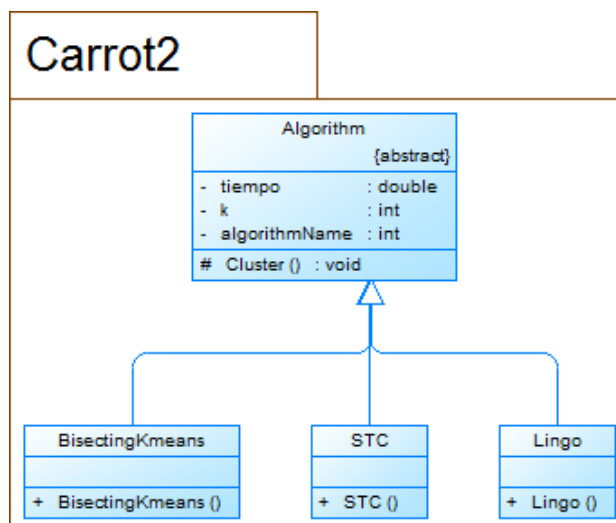 Carrot2
Algorithm
{abstract}
- tiempo : double
- k : int
- algorithmName : int
# Cluster () : void
BisectingKmeans
+ BisectingKmeans ()
STC
+ STC ()
Lingo
+ Lingo ()